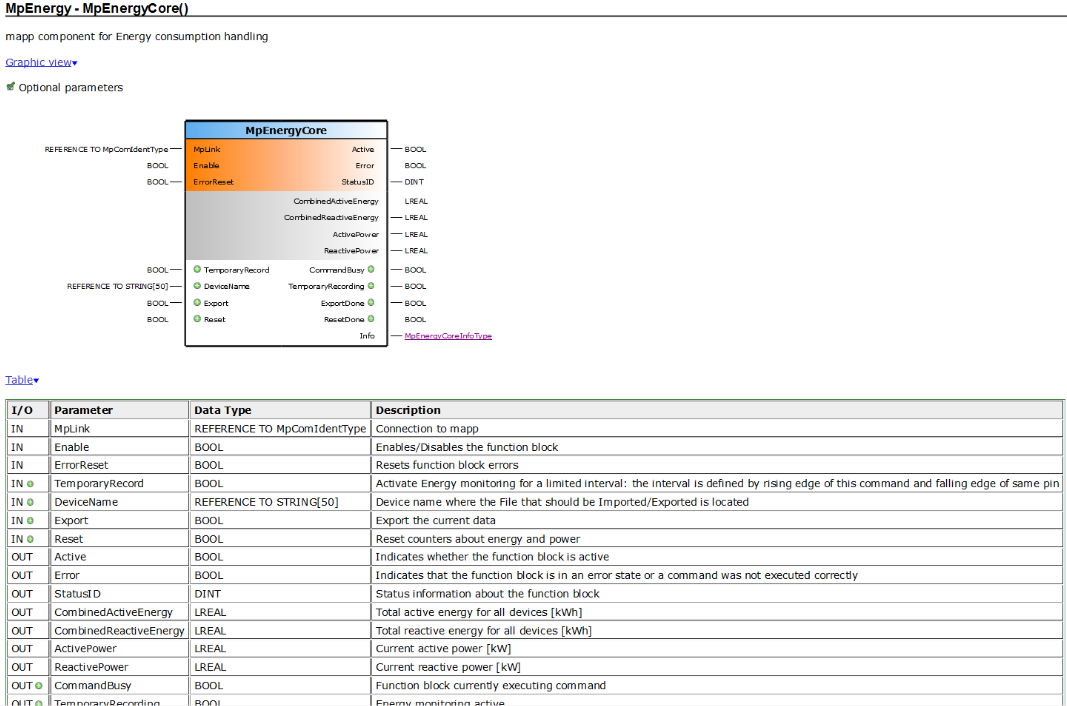 MpEnergy - MpEnergyCore()
mapp component for Energy consumption handling
Graphic view
Optional parameters
MpEnergyCore
REFERENCE TO MpComIdentType MpLink Active BOOL
BOOL Enable Error BOOL
BOOL ErrorReset StatusID DINT
CombinedActiveEnergy LREAL
CombinedReactiveEnergy LREAL
ActivePower LREAL
ReactivePower LREAL
BOOL TemporaryRecord CommandBusy BOOL
REFERENCE TO STRING[50] DeviceName TemporaryRecording BOOL
BOOL Export ExportDone BOOL
BOOL Reset ResetDone BOOL
Info MpEnergyCoreInfoType
Table
I/O Parameter Data Type Description
IN MpLink REFERENCE TO MpComIdentType Connection to mapp
IN Enable BOOL Enables/Disables the function block
IN ErrorReset BOOL Resets function block errors
IN TemporaryRecord BOOL Activate Energy monitoring for a limited interval: the interval is defined by rising edge of this command and falling edge of same pin
IN DeviceName REFERENCE TO STRING[50] Device name where the File that should be Imported/Exported is located
IN Export BOOL Export the current data
IN Reset BOOL Reset counters about energy and power
OUT Active BOOL Indicates whether the function block is active
OUT Error BOOL Indicates that the function block is in an error state or a command was not executed correctly
OUT StatusID DINT Status information about the function block
OUT CombinedActiveEnergy LREAL Total active energy for all devices [kWh]
OUT CombinedReactiveEnergy LREAL Total reactive energy for all devices [kWh]
OUT ActivePower LREAL Current active power [kW]
OUT ReactivePower LREAL Current reactive power [kW]
OUT CommandBusy BOOL Function block currently executing command
OUT TemporaryRecording BOOL Energy monitoring active